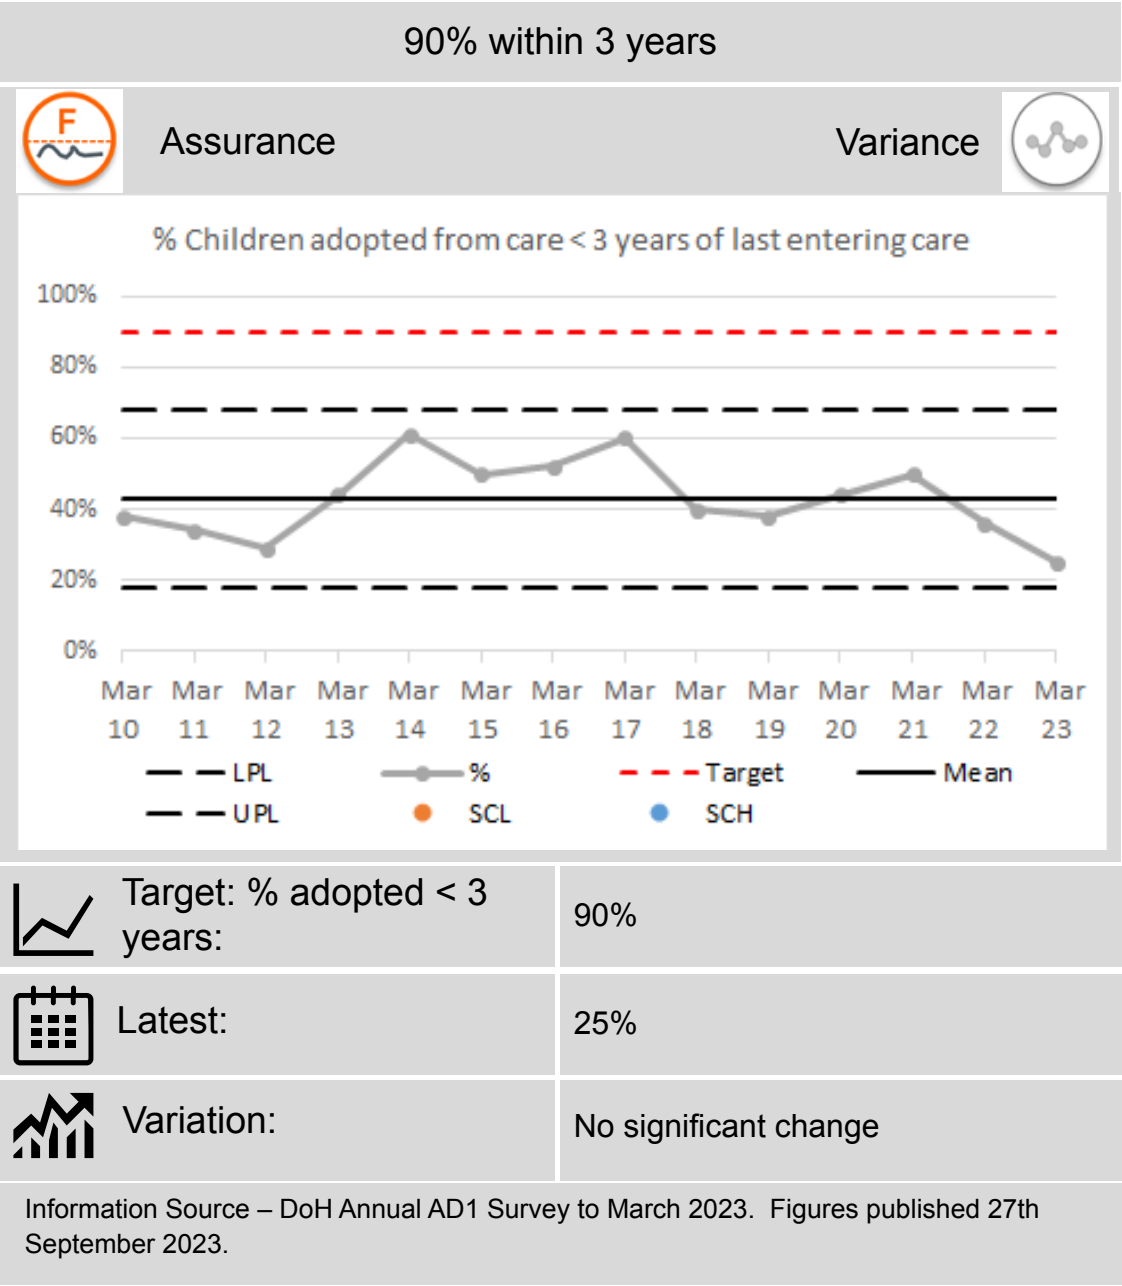 90% within 3 years
F
Assurance
Variance
% Children adopted from care < 3 years of last entering care
100%
80%
60%
40%
20%
0%
Mar Mar Mar Mar Mar Mar Mar Mar Mar Mar Mar Mar Mar Mar
10 11 12 13 14 15 16 17 18 19 20 21 22 23
LPL % Target Mean
UPL SCL SCH
Target: % adopted < 3
years:
90%
Latest:
25%
Variation:
No significant change
Information Source – DoH Annual AD1 Survey to March 2023.  Figures published 27th
September 2023.